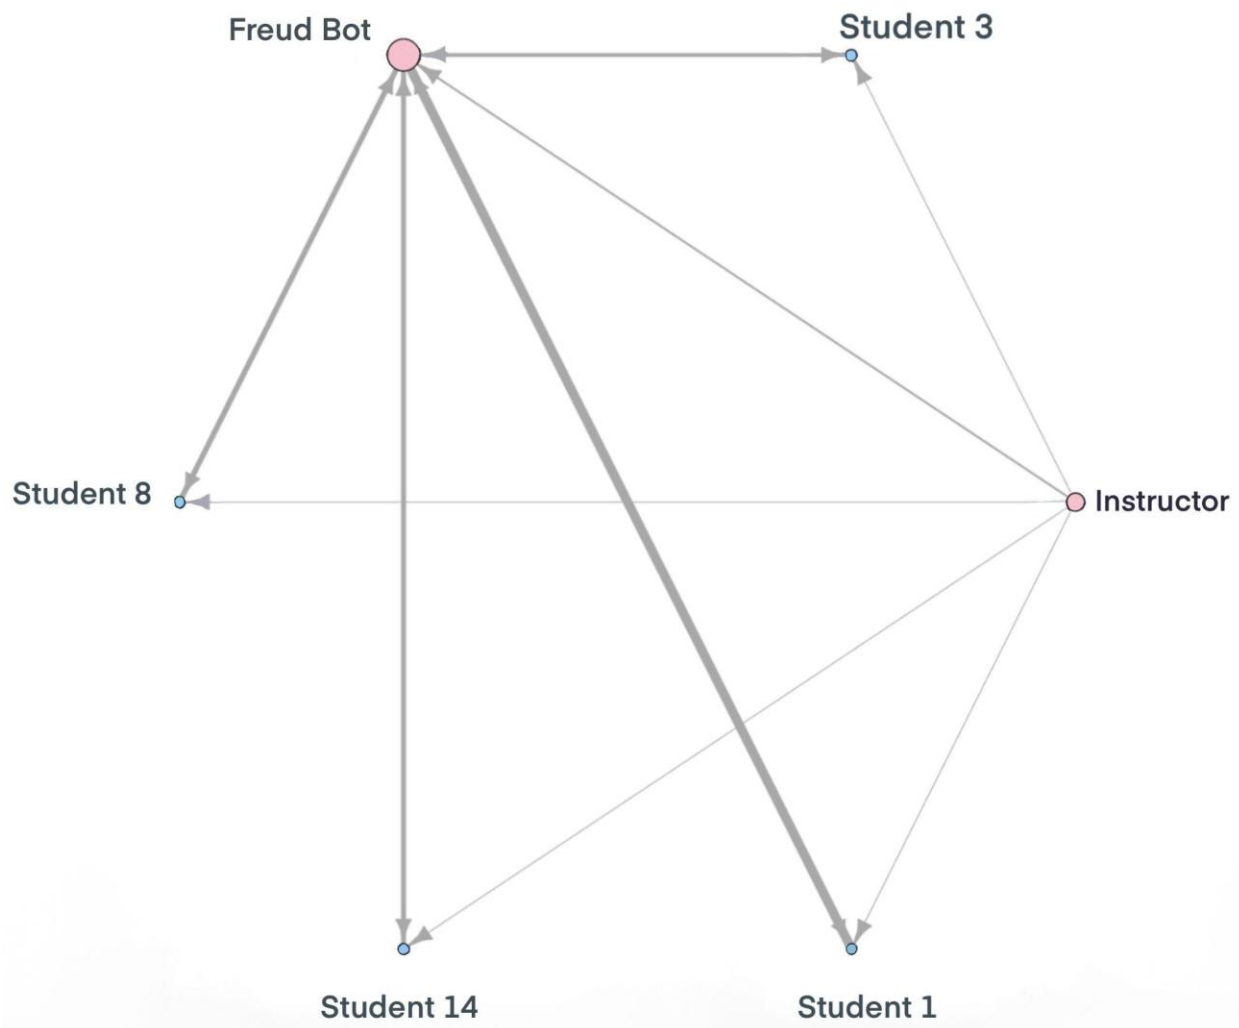 Freud Bot
Student 3
Student 8
Instructor
Student 14
Student 1